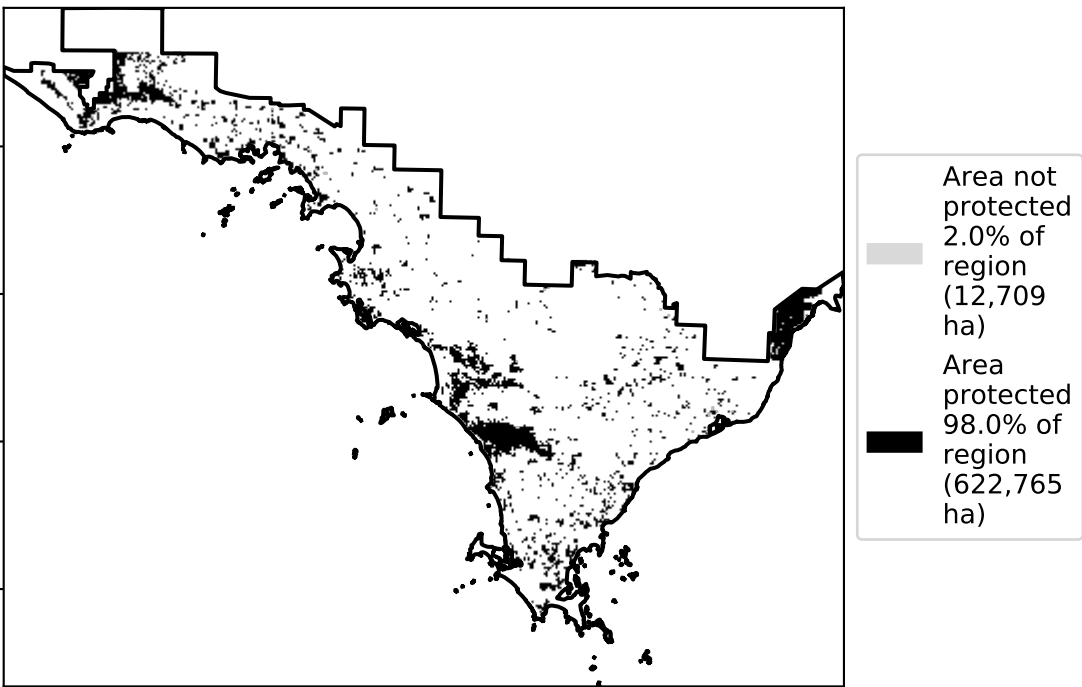 Area not
protected
2.0% of
region
(12,709
ha)
Area
protected
98.0% of
region
(622,765
ha)